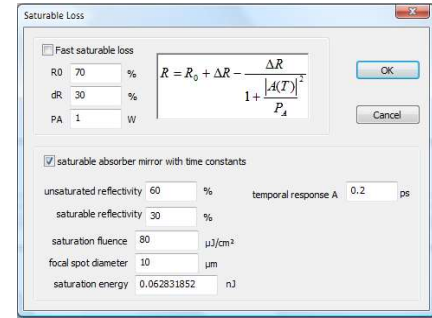 Saturable Loss
Fast saturable loss
R0 70 %
dR 30 %
PA 1 W
R = R₀ + ΔR − ΔR / (1 + |A(T)|² / P_A)
OK
Cancel
saturable absorber mirror with time constants
unsaturated reflectivity 60 %
temporal response A 0.2 ps
saturable reflectivity 30 %
saturation fluence 80 µJ/cm²
focal spot diameter 10 µm
saturation energy 0.062831852 nJ